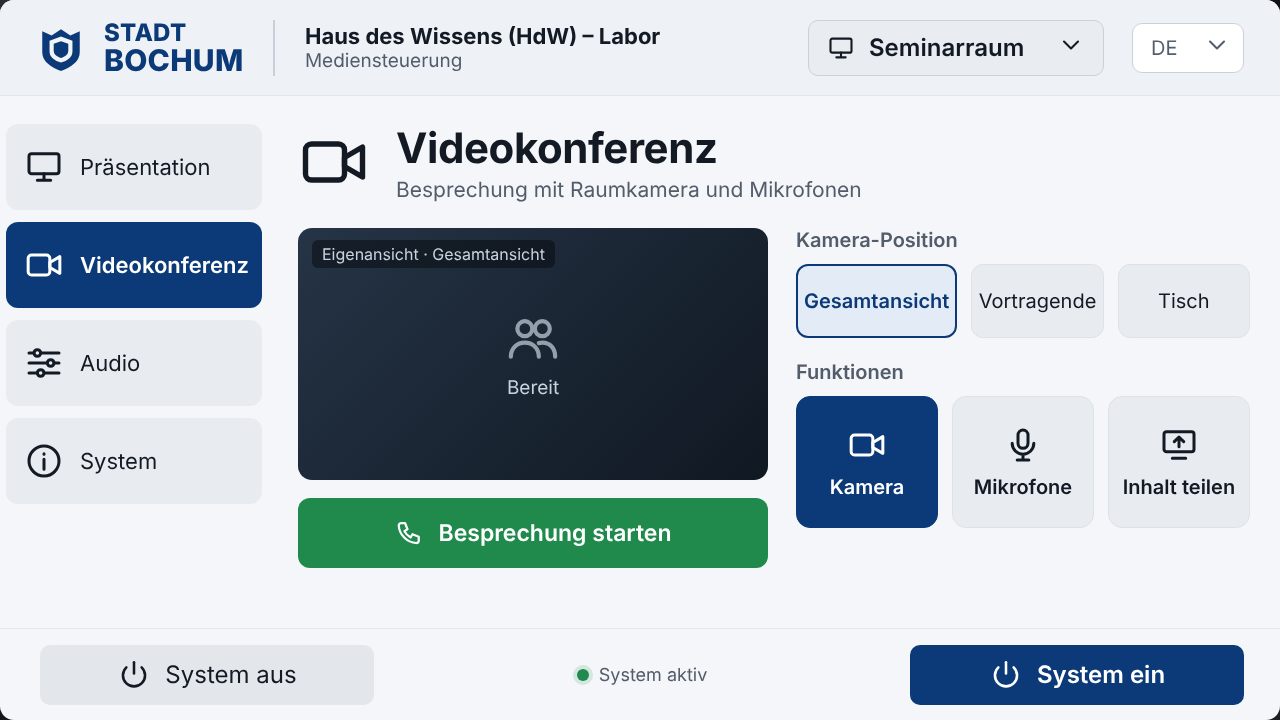 STADT
BOCHUM
Haus des Wissens (HdW) – Labor
Mediensteuerung
Seminarraum
DE
Präsentation
Videokonferenz
Audio
System
Videokonferenz
Besprechung mit Raumkamera und Mikrofonen
Eigenansicht · Gesamtansicht
Bereit
Besprechung starten
Kamera-Position
Gesamtansicht
Vortragende
Tisch
Funktionen
Kamera
Mikrofone
Inhalt teilen
System aus
System aktiv
System ein